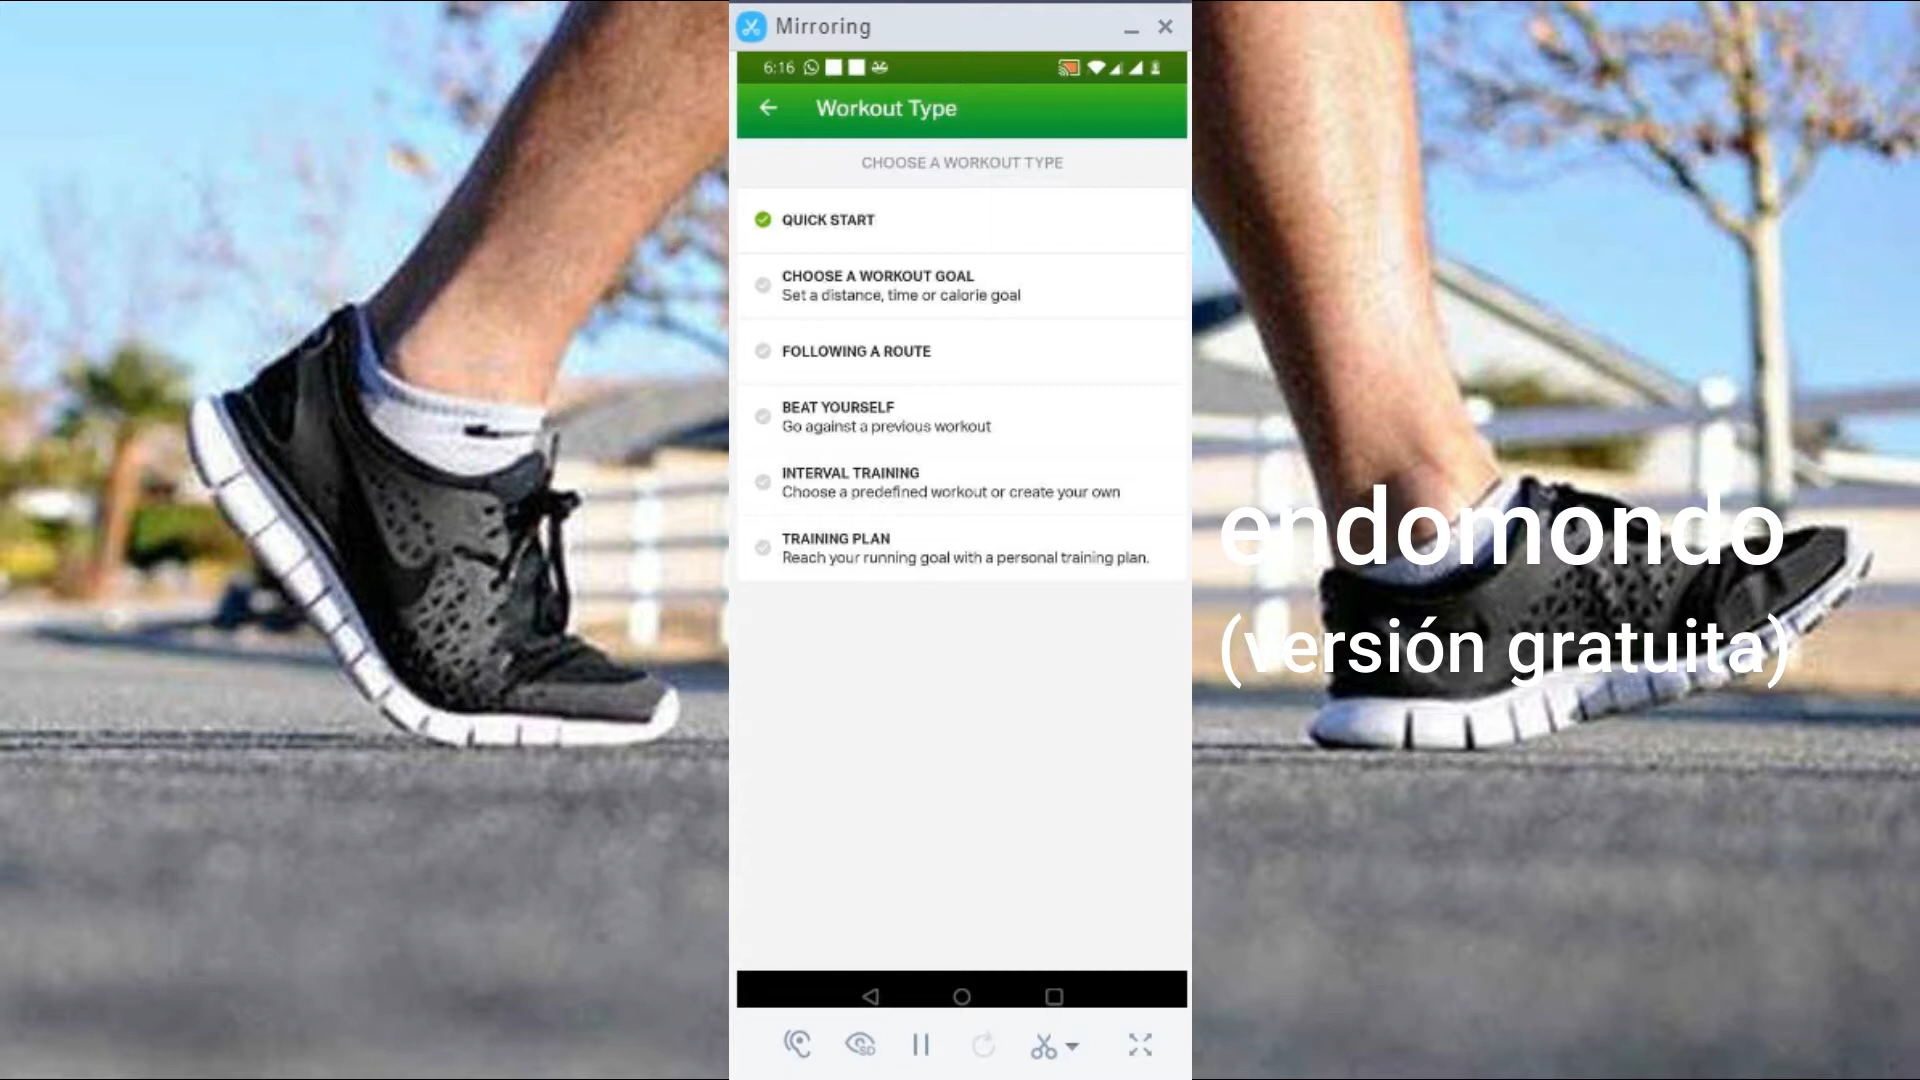 Mirroring
6:16
Workout Type
CHOOSE A WORKOUT TYPE
QUICK START
CHOOSE A WORKOUT GOAL
Set a distance, time or calorie goal
FOLLOWING A ROUTE
BEAT YOURSELF
Go against a previous workout
INTERVAL TRAINING
Choose a predefined workout or create your own
TRAINING PLAN
Reach your running goal with a personal training plan.
endomondo
(versión gratuita)
SD